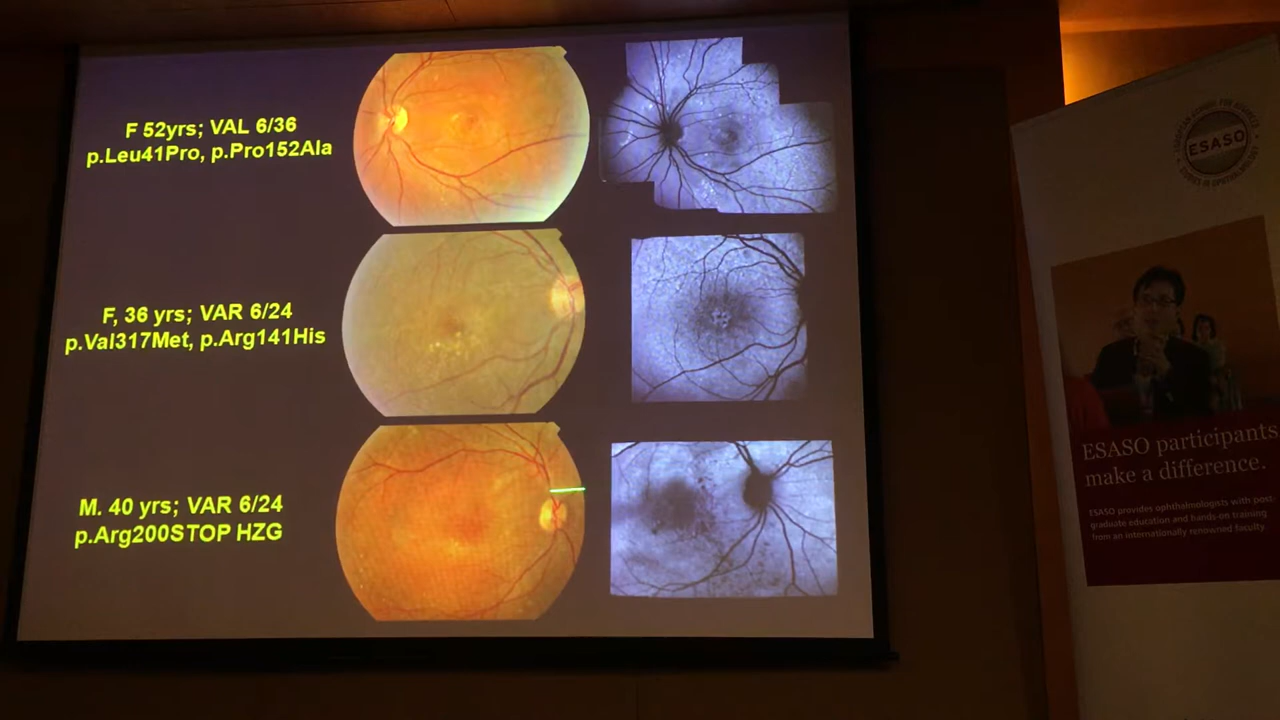 F 52yrs; VAL 6/36
p.Leu41Pro, p.Pro152Ala
F, 36 yrs; VAR 6/24
p.Val317Met, p.Arg141His
M. 40 yrs; VAR 6/24
p.Arg200STOP HZG
ESASO
ESASO participants
make a difference.
ESASO provides ophthalmologists with post-
graduate education and hands-on training
from an internationally renowned faculty.